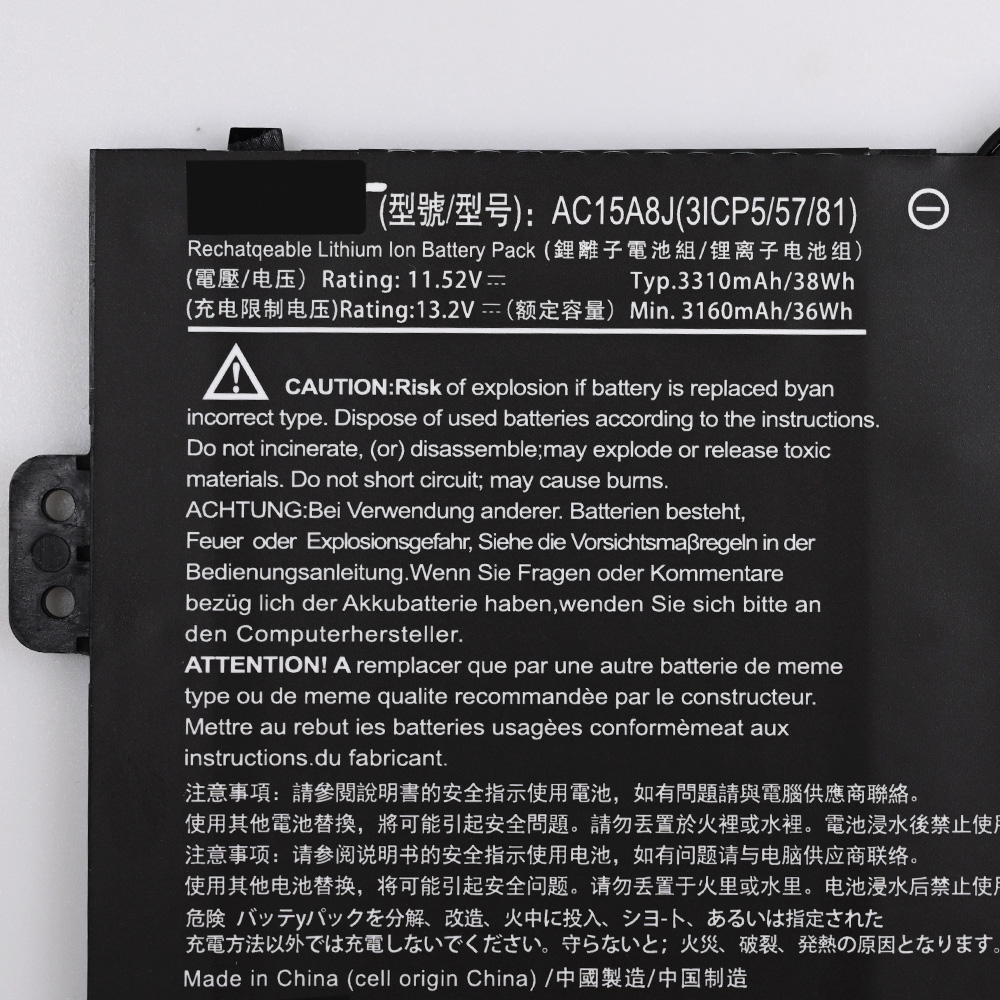 (型號/型号)：AC15A8J(3ICP5/57/81)
Rechatqeable Lithium Ion Battery Pack (鋰離子電池組/锂离子电池组)
(電壓/电压) Rating: 11.52V⎓ Typ.3310mAh/38Wh
(充电限制电压)Rating:13.2V ⎓(额定容量) Min. 3160mAh/36Wh
CAUTION:Risk of explosion if battery is replaced byan
incorrect type. Dispose of used batteries according to the instructions.
Do not incinerate, (or) disassemble;may explode or release toxic
materials. Do not short circuit; may cause burns.
ACHTUNG:Bei Verwendung anderer. Batterien besteht,
Feuer oder Explosionsgefahr, Siehe die Vorsichtsmaβregeln in der
Bedienungsanleitung.Wenn Sie Fragen oder Kommentare
bezüg lich der Akkubatterie haben,wenden Sie sich bitte an
den Computerhersteller.
ATTENTION! A remplacer que par une autre batterie de meme
type ou de meme qualite recommandèe par le constructeur.
Mettre au rebut ies batteries usagèes conformèmeat aux
instructions.du fabricant.
注意事項：請參閱說明書的安全指示使用電池，如有問題請與電腦供應商聯絡。
使用其他電池替換，將可能引起安全問題。請勿丟置於火裡或水裡。電池浸水後禁止使用
注意事项：请参阅说明书的安全指示使用电池，如有问题请与电脑供应商联络。
使用其他电池替换，将可能引起安全问题。请勿丢置于火里或水里。电池浸水后禁止使用
危険 バッテyパックを分解、改造、火中に投入、シヨ-ト、あるいは指定された
充電方法以外では充電しないでください。守らないと；火災、破裂、発熱の原因となります。
Made in China (cell origin China) /中國製造/中国制造